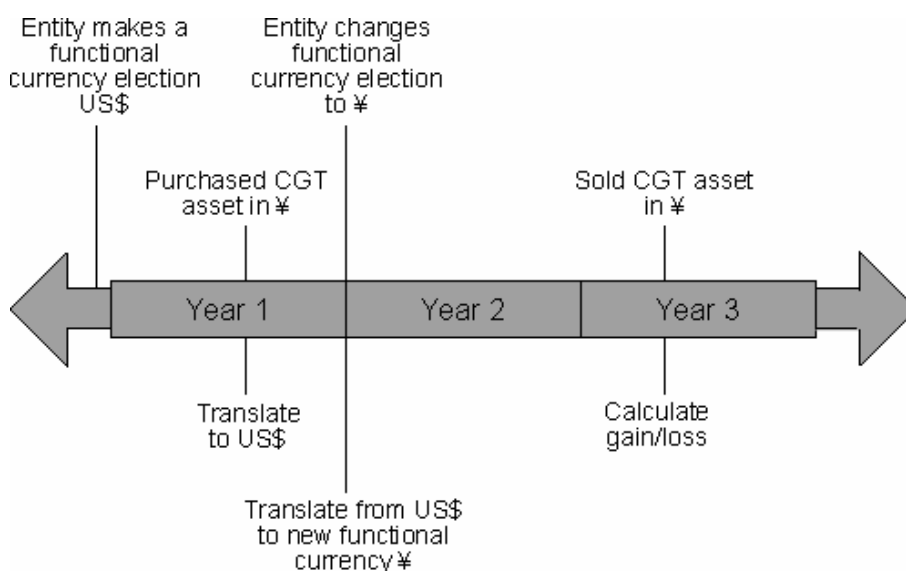 Entity makes a
functional
currency election
US$
Entity changes
functional
currency election
to ¥
Purchased CGT
asset in ¥
Sold CGT asset
in ¥
Year 1
Year 2
Year 3
Translate
to US$
Calculate
gain/loss
Translate from US$
to new functional
currency ¥